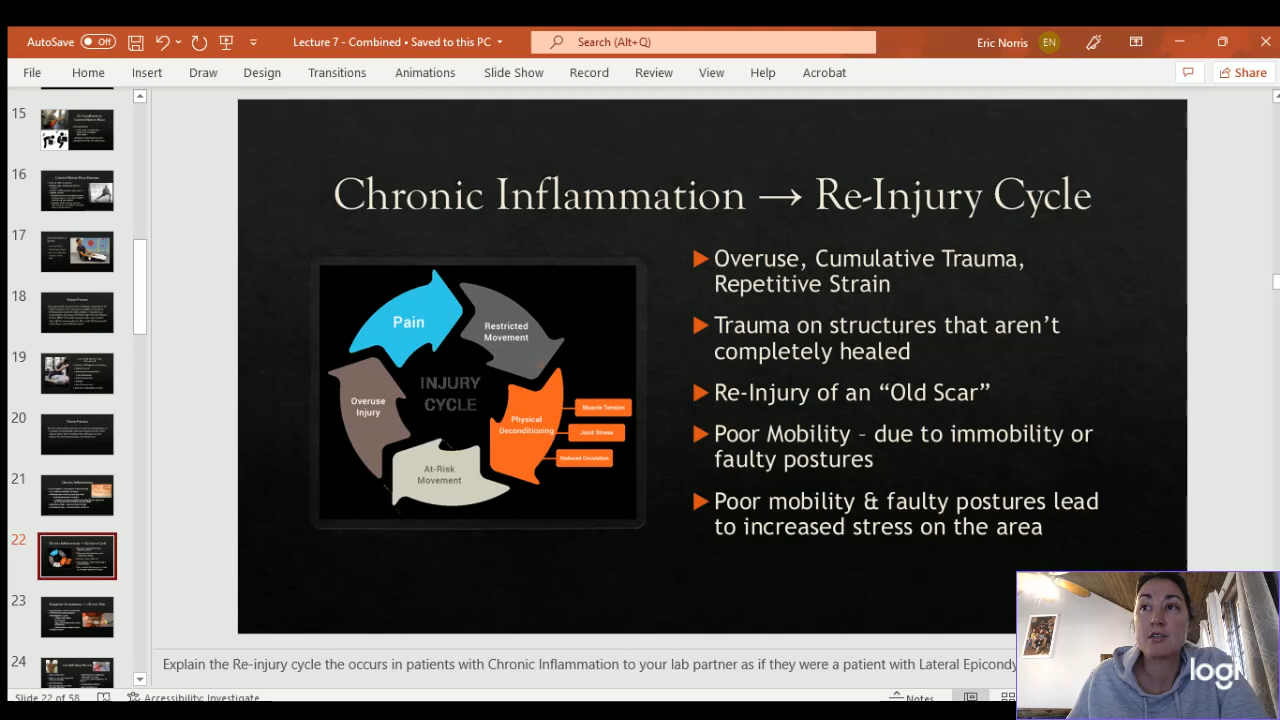 AutoSave Off Lecture 7 - Combined • Saved to this PC Search (Alt+Q) Eric Norris EN
File Home Insert Draw Design Transitions Animations Slide Show Record Review View Help Acrobat Share
15
16
17
18
19
20
21
22
23
24
Chronic Inflammation → Re-Injury Cycle
Pain
Restricted
Movement
INJURY
CYCLE
Overuse
Injury
Physical
Deconditioning
Muscle Tension
Joint Stress
Reduced Circulation
At-Risk
Movement
Overuse, Cumulative Trauma,
Repetitive Strain
Trauma on structures that aren’t
completely healed
Re-Injury of an “Old Scar”
Poor Mobility – due to immobility or
faulty postures
Poor mobility & faulty postures lead
to increased stress on the area
Explain the Re-injury cycle the occurs in patients with Chronic Inflammation to your lab partner as if they were a patient with Lateral Epicondy
Slide 22 of 58 Accessibility: Investigate Notes
logi